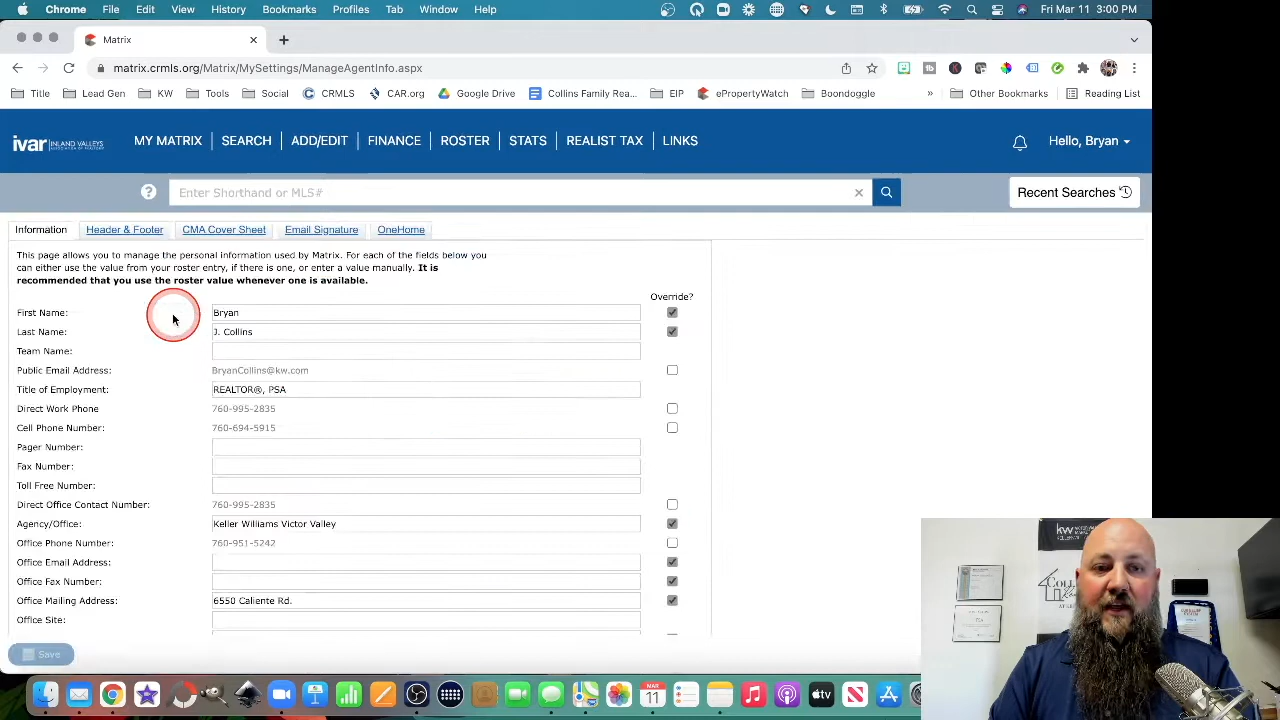 Chrome File Edit View History Bookmarks Profiles Tab Window Help Fri Mar 11 3:00 PM
Matrix
matrix.crmls.org/Matrix/MySettings/ManageAgentInfo.aspx
Title Lead Gen KW Tools Social CRMLS CAR.org Google Drive Collins Family Rea... EIP ePropertyWatch Boondoggle » Other Bookmarks Reading List
ivar INLAND VALLEYS MY MATRIX SEARCH ADD/EDIT FINANCE ROSTER STATS REALIST TAX LINKS Hello, Bryan
Enter Shorthand or MLS# Recent Searches
Information Header & Footer CMA Cover Sheet Email Signature OneHome
This page allows you to manage the personal information used by Matrix. For each of the fields below you
can either use the value from your roster entry, if there is one, or enter a value manually. It is
recommended that you use the roster value whenever one is available.
Override?
First Name: Bryan
Last Name: J. Collins
Team Name:
Public Email Address: BryanCollins@kw.com
Title of Employment: REALTOR®, PSA
Direct Work Phone 760-995-2835
Cell Phone Number: 760-694-5915
Pager Number:
Fax Number:
Toll Free Number:
Direct Office Contact Number: 760-995-2835
Agency/Office: Keller Williams Victor Valley
Office Phone Number: 760-951-5242
Office Email Address:
Office Fax Number:
Office Mailing Address: 6550 Caliente Rd.
Office Site:
Save
kw
MAR
11
tv